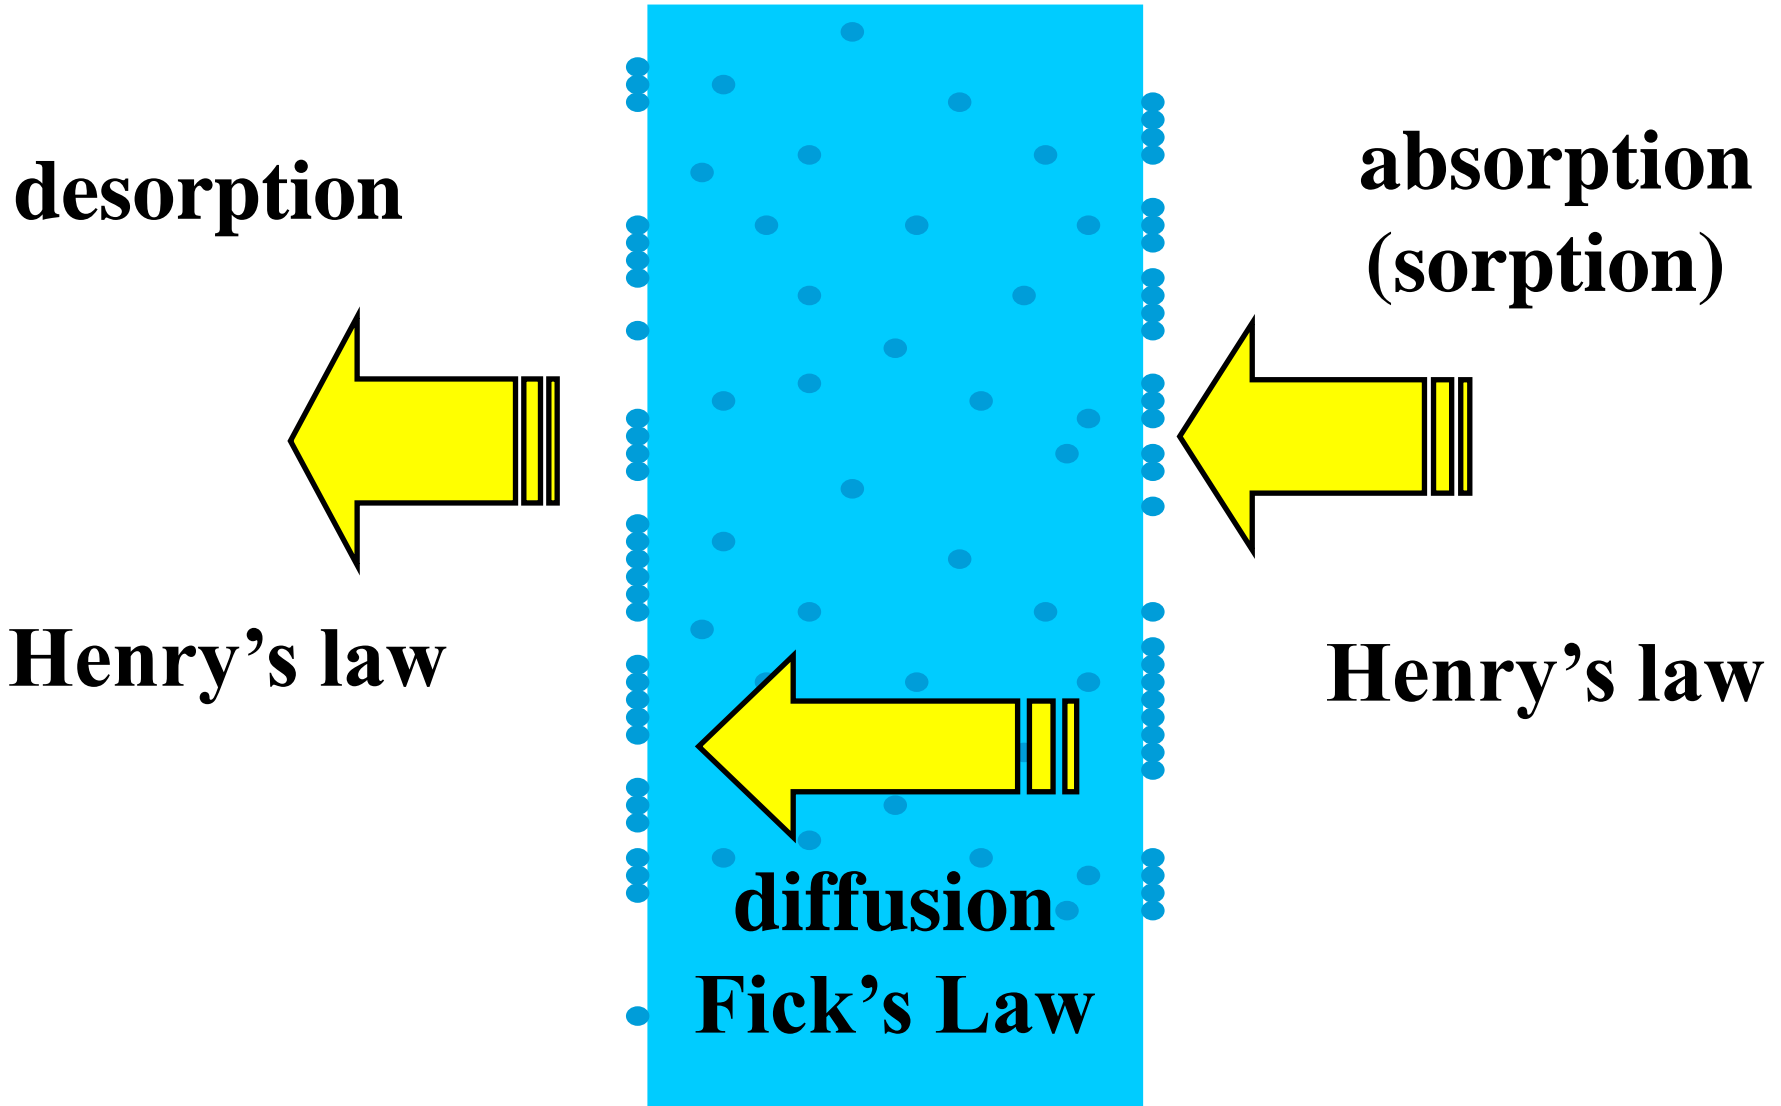 desorption
Henry’s law
diffusion
Fick’s Law
absorption
(sorption)
Henry’s law